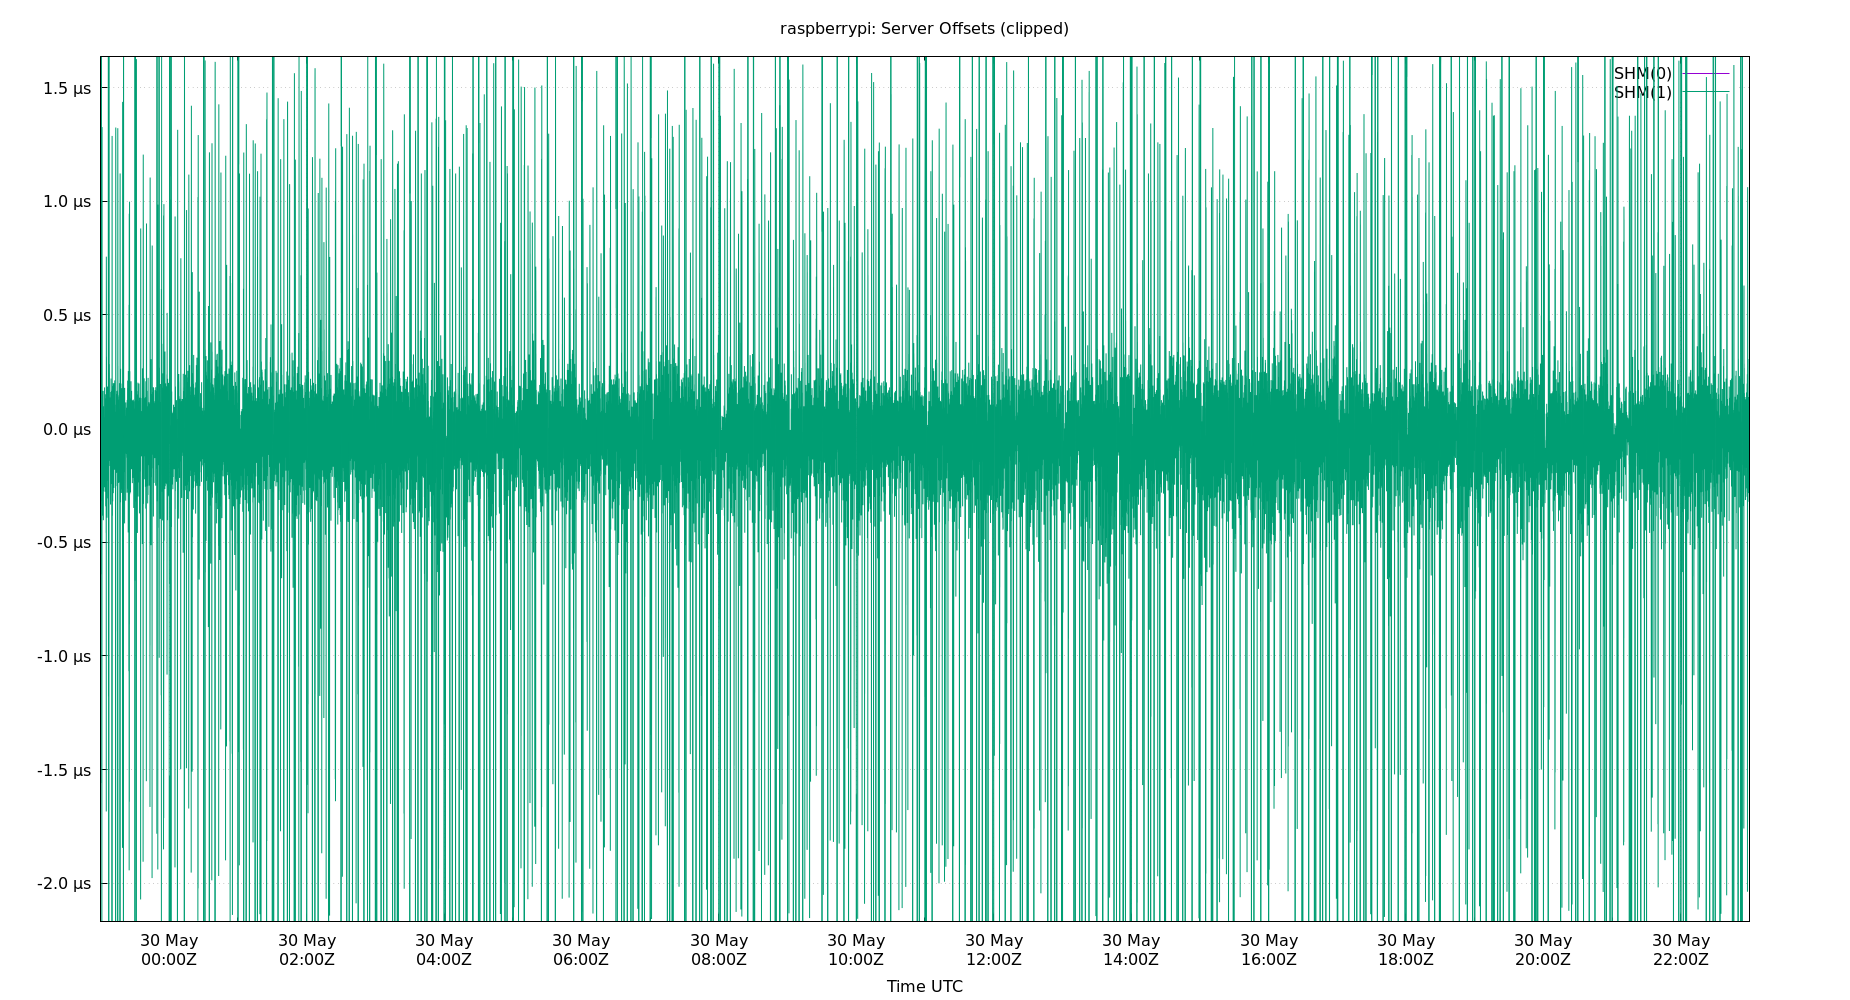 raspberrypi: Server Offsets (clipped)
SHM(0)
SHM(1)
1.5 µs
1.0 µs
0.5 µs
0.0 µs
-0.5 µs
-1.0 µs
-1.5 µs
-2.0 µs
30 May 30 May 30 May 30 May 30 May 30 May 30 May 30 May 30 May 30 May 30 May 30 May
00:00Z 02:00Z 04:00Z 06:00Z 08:00Z 10:00Z 12:00Z 14:00Z 16:00Z 18:00Z 20:00Z 22:00Z
Time UTC